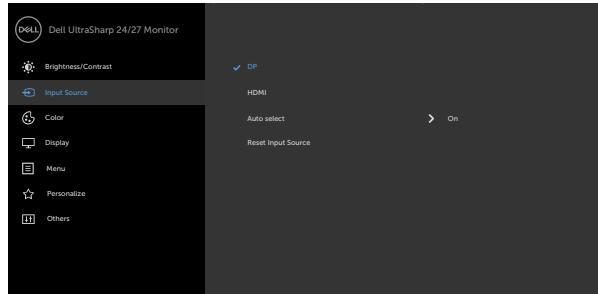 DELL
Dell UltraSharp 24/27 Monitor
Brightness/Contrast
Input Source
Color
Display
Menu
Personalize
Others
DP
HDMI
Auto select On
Reset Input Source